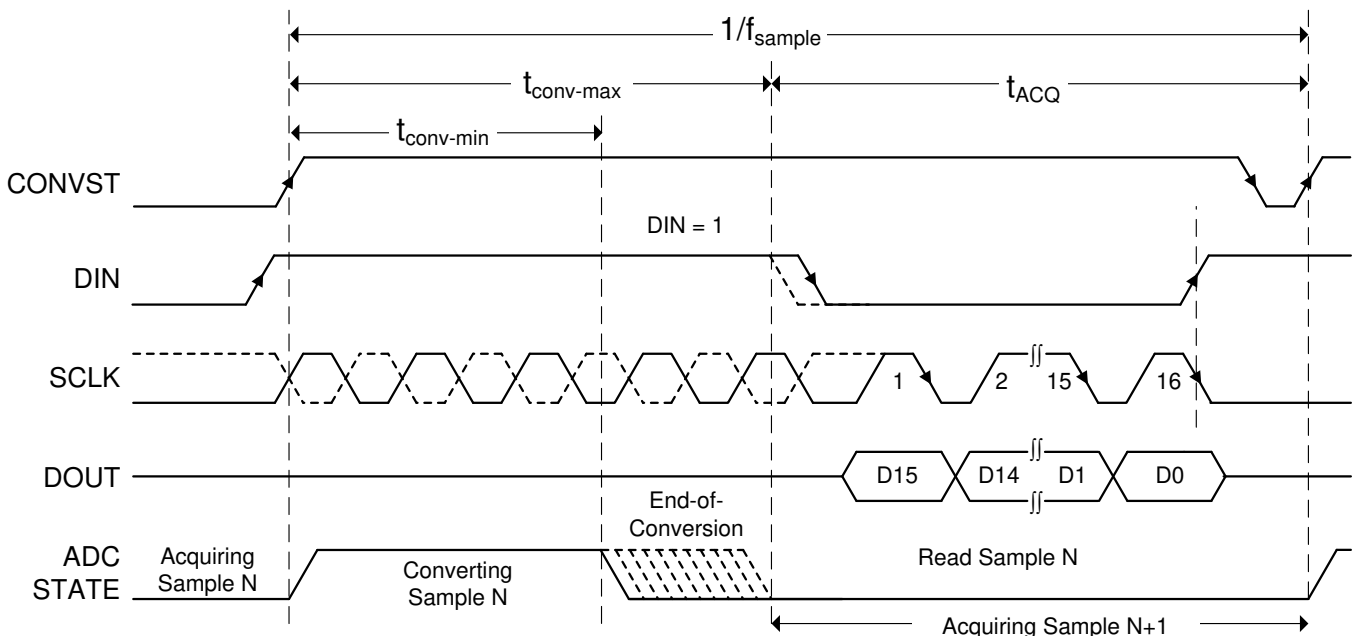 1/fsample
tconv-max
tACQ
tconv-min
CONVST
DIN = 1
DIN
SCLK
1
2
15
16
DOUT
D15
D14
D1
D0
End-of-
Conversion
ADC
STATE
Acquiring
Sample N
Converting
Sample N
Read Sample N
Acquiring Sample N+1